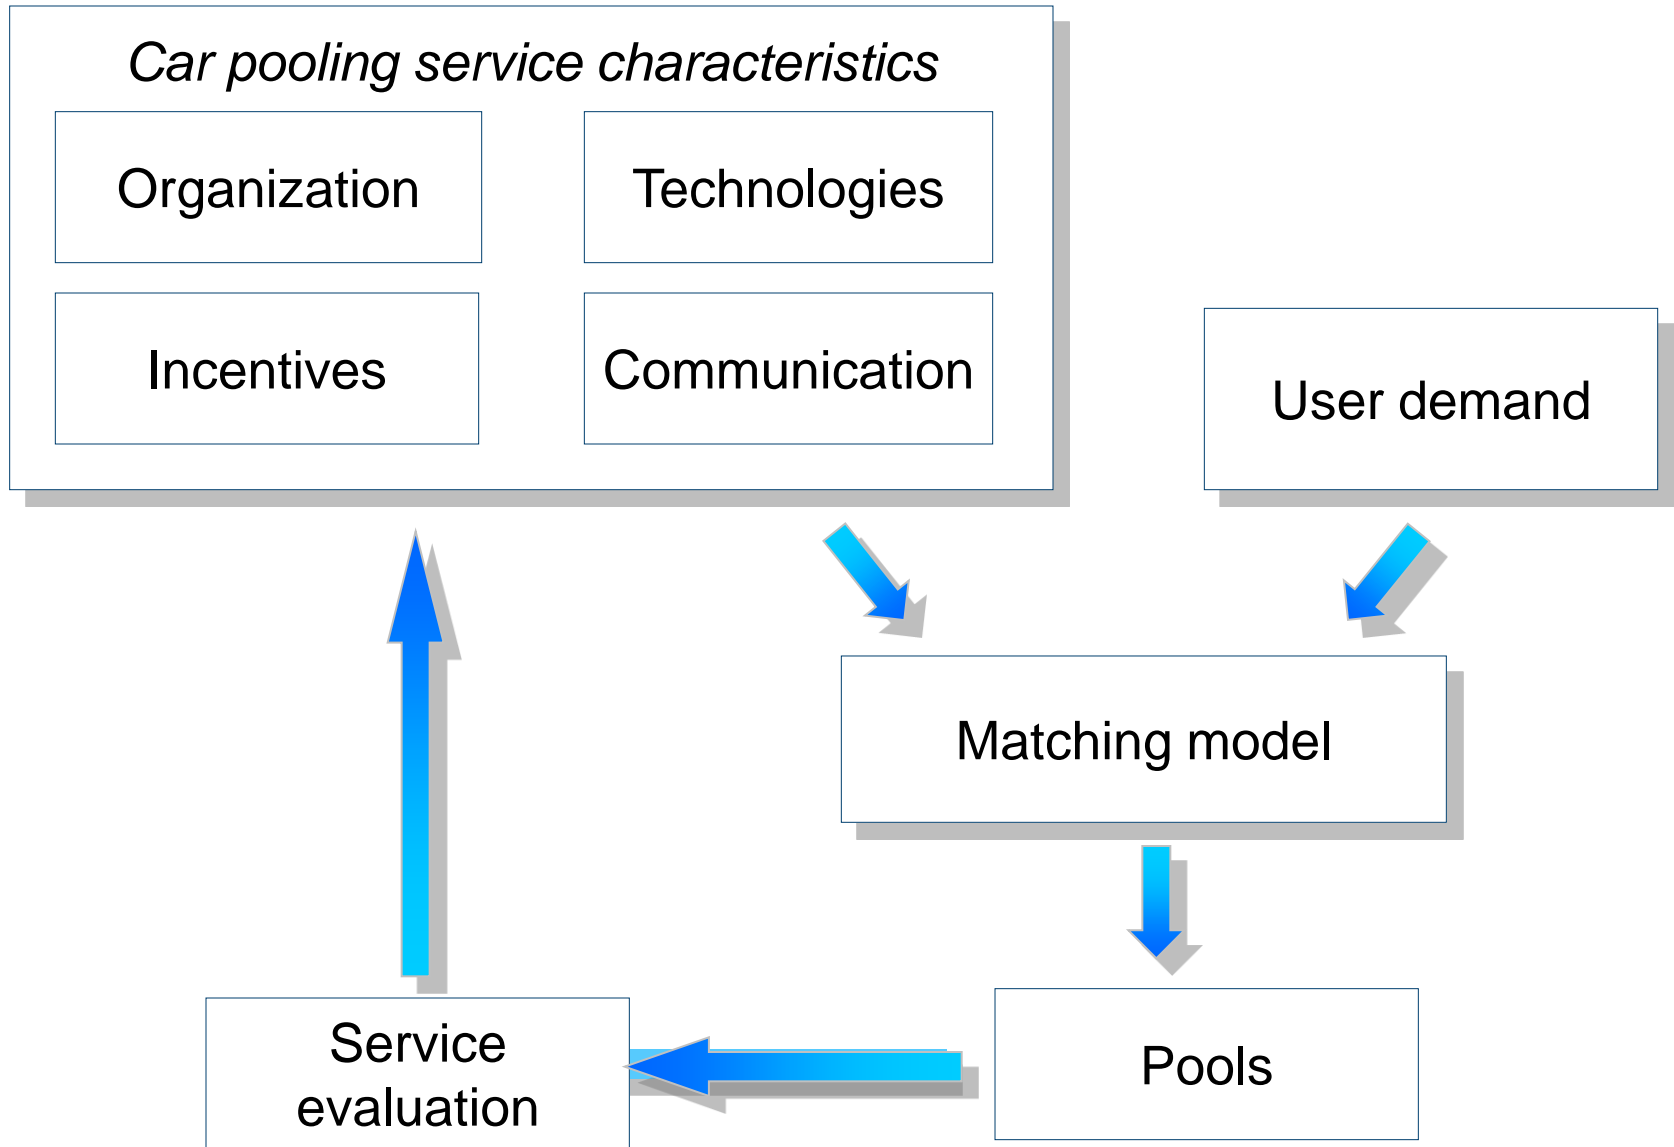 Car pooling service characteristics
Organization
Technologies
Incentives
Communication
User demand
Matching model
Service
evaluation
Pools